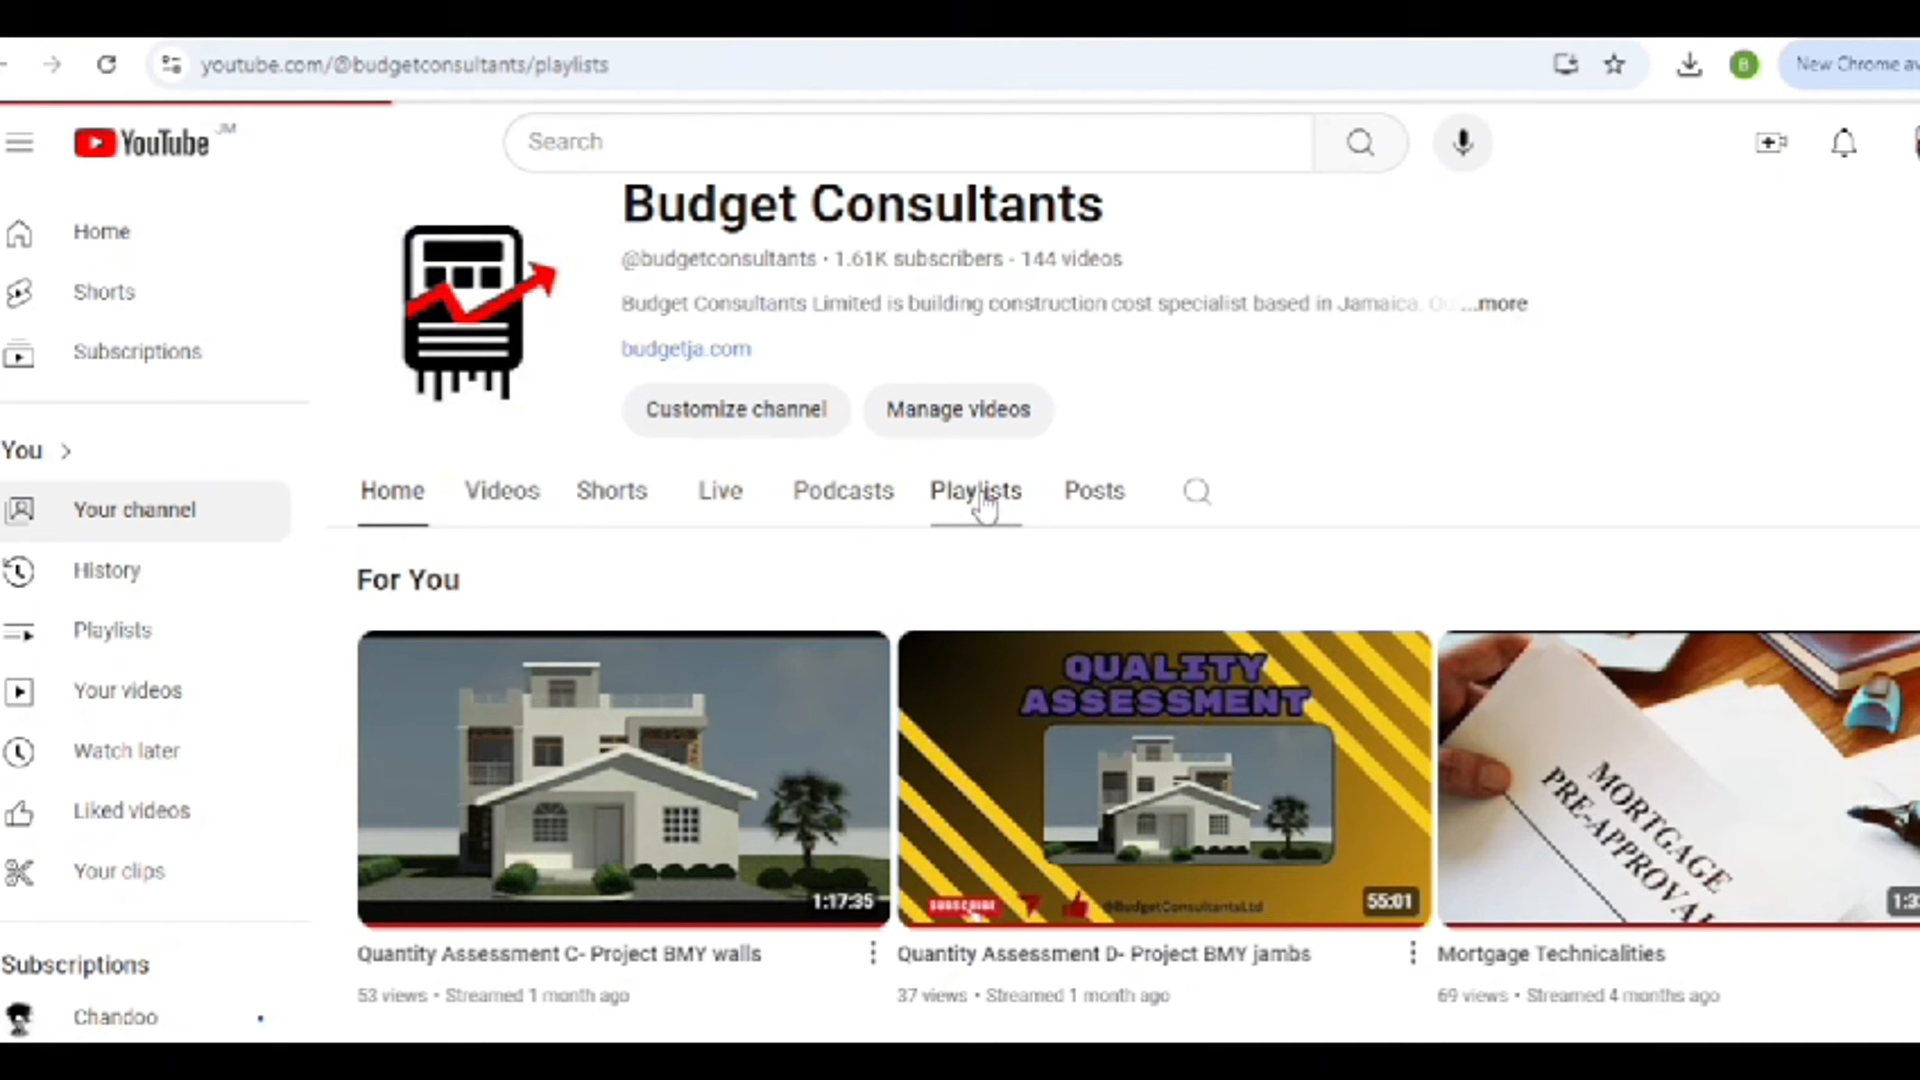 youtube.com/@budgetconsultants/playlists
New Chrome av
YouTube JM
Search
Home
Shorts
Subscriptions
You
Your channel
History
Playlists
Your videos
Watch later
Liked videos
Your clips
Subscriptions
Chandoo
Budget Consultants
@budgetconsultants · 1.61K subscribers · 144 videos
Budget Consultants Limited is building construction cost specialist based in Jamaica. ...more
budgetja.com
Customize channel
Manage videos
Home Videos Shorts Live Podcasts Playlists Posts
For You
1:17:35
Quantity Assessment C- Project BMY walls
53 views · Streamed 1 month ago
QUALITY
ASSESSMENT
SUBSCRIBE
@BudgetConsultantsLtd
55:01
Quantity Assessment D- Project BMY jambs
37 views · Streamed 1 month ago
MORTGAGE
PRE-APPROVAL
1:3
Mortgage Technicalities
69 views · Streamed 4 months ago
B